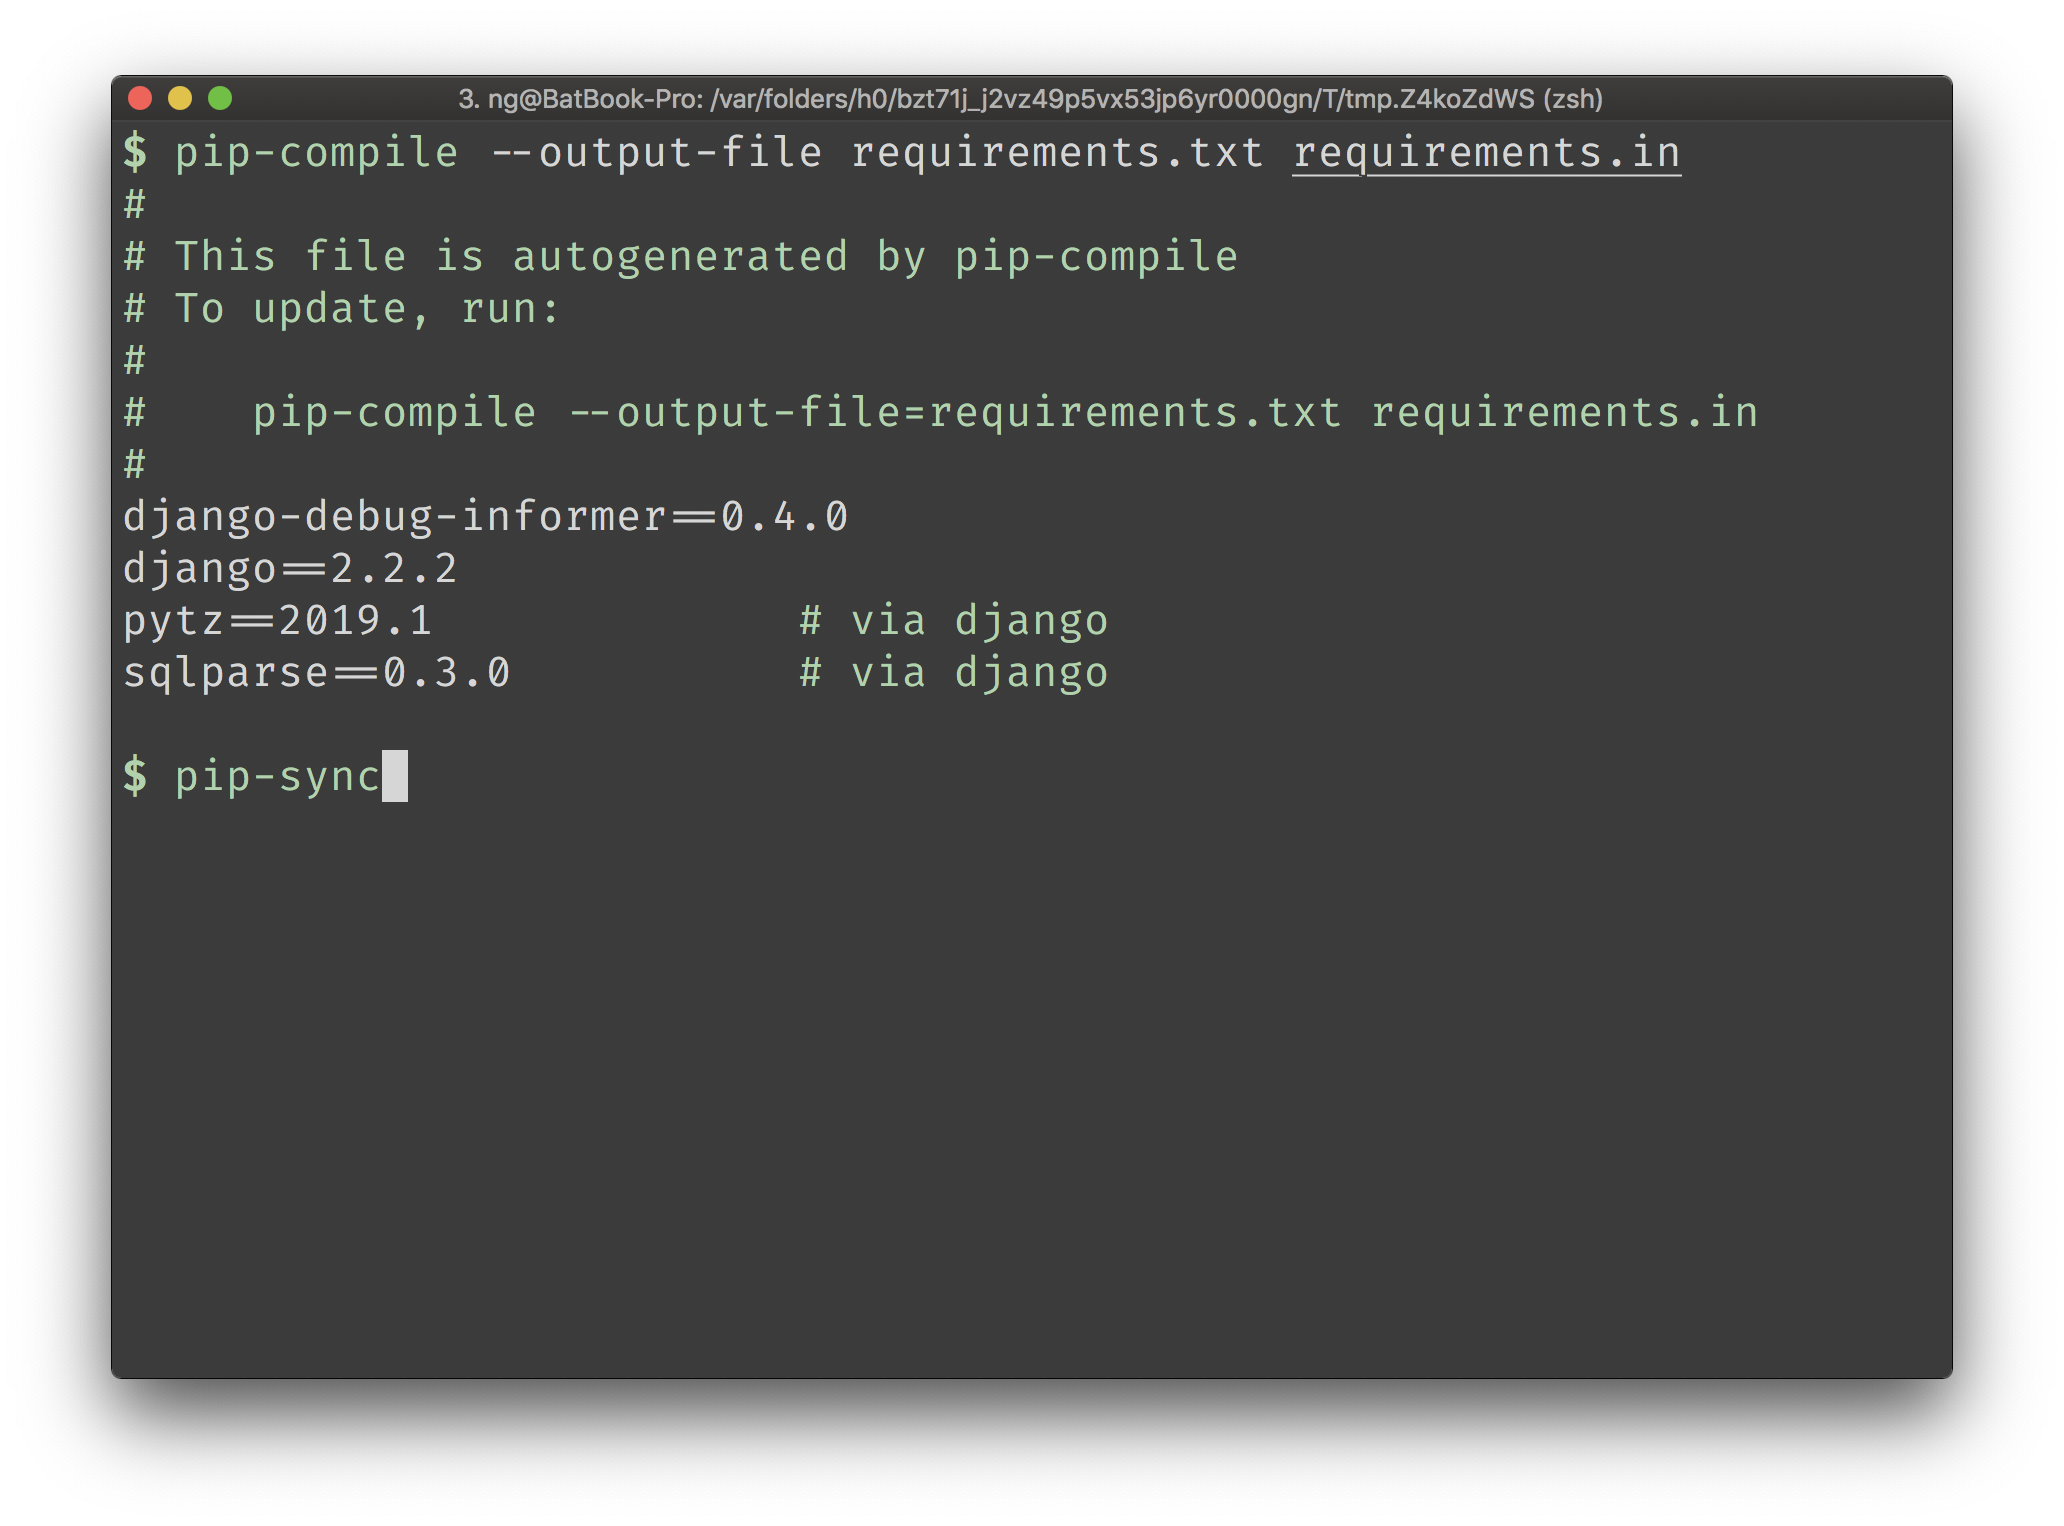 3. ng@BatBook-Pro: /var/folders/h0/bzt71j_j2vz49p5vx53jp6yr0000gn/T/tmp.Z4koZdWS (zsh)
$ pip-compile --output-file requirements.txt requirements.in
#
# This file is autogenerated by pip-compile
# To update, run:
#
#    pip-compile --output-file=requirements.txt requirements.in
#
django-debug-informer==0.4.0
django==2.2.2
pytz==2019.1              # via django
sqlparse==0.3.0           # via django
$ pip-sync